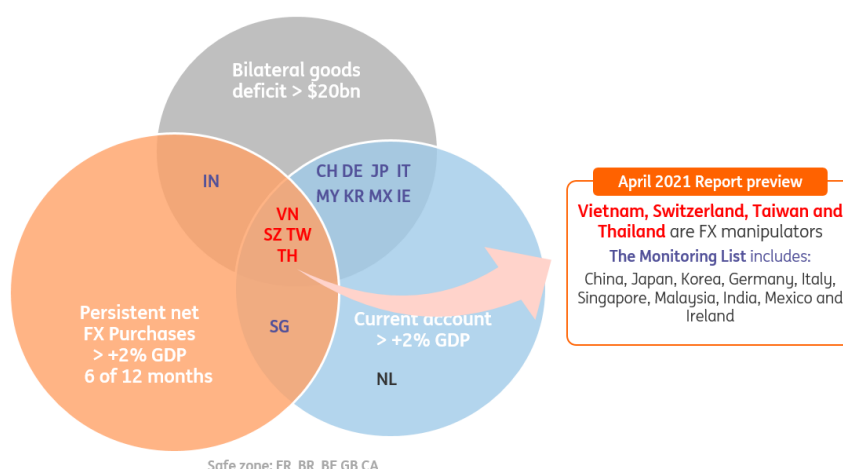 Bilateral goods
deficit > $20bn
IN
CH DE JP IT
MY KR MX IE
VN
SZ TW
TH
Persistent net
FX Purchases
> +2% GDP
6 of 12 months
SG
Current account
> +2% GDP
NL
April 2021 Report preview
Vietnam, Switzerland, Taiwan and
Thailand are FX manipulators
The Monitoring List includes:
China, Japan, Korea, Germany, Italy,
Singapore, Malaysia, India, Mexico and
Ireland
Safe zone: FR, BR, BE GB CA